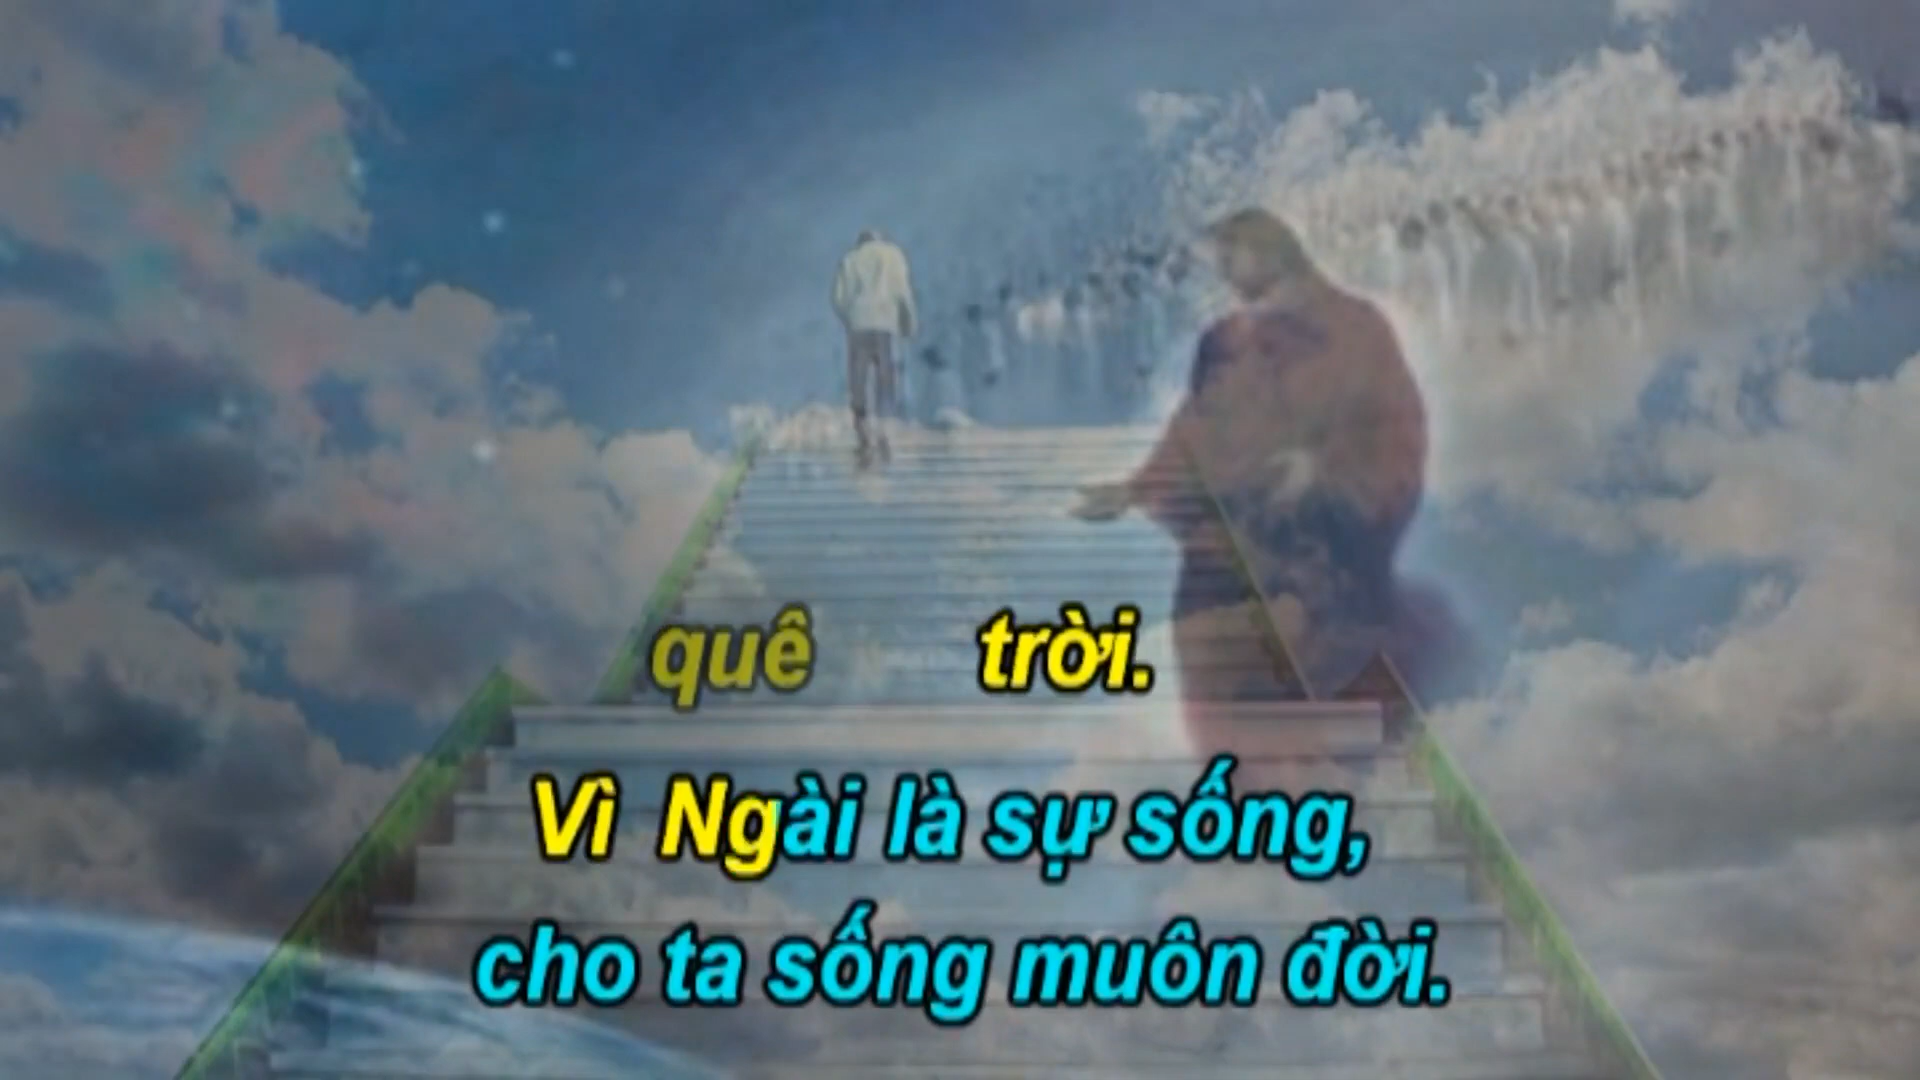 quê trời.
Vì Ngài là sự sống,
cho ta sống muôn đời.